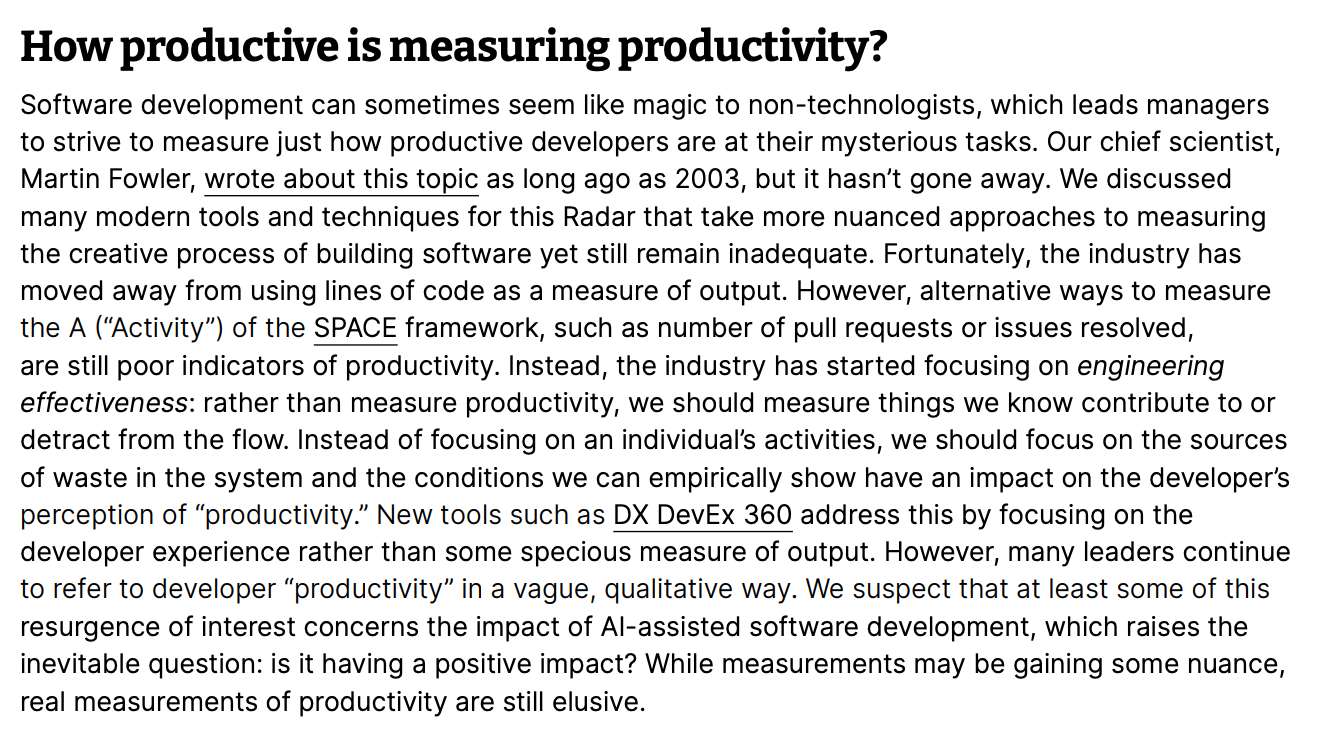 How productive is measuring productivity?
Software development can sometimes seem like magic to non-technologists, which leads managers
to strive to measure just how productive developers are at their mysterious tasks. Our chief scientist,
Martin Fowler, wrote about this topic as long ago as 2003, but it hasn’t gone away. We discussed
many modern tools and techniques for this Radar that take more nuanced approaches to measuring
the creative process of building software yet still remain inadequate. Fortunately, the industry has
moved away from using lines of code as a measure of output. However, alternative ways to measure
the A (“Activity”) of the SPACE framework, such as number of pull requests or issues resolved,
are still poor indicators of productivity. Instead, the industry has started focusing on engineering
effectiveness: rather than measure productivity, we should measure things we know contribute to or
detract from the flow. Instead of focusing on an individual’s activities, we should focus on the sources
of waste in the system and the conditions we can empirically show have an impact on the developer’s
perception of “productivity.” New tools such as DX DevEx 360 address this by focusing on the
developer experience rather than some specious measure of output. However, many leaders continue
to refer to developer “productivity” in a vague, qualitative way. We suspect that at least some of this
resurgence of interest concerns the impact of AI-assisted software development, which raises the
inevitable question: is it having a positive impact? While measurements may be gaining some nuance,
real measurements of productivity are still elusive.